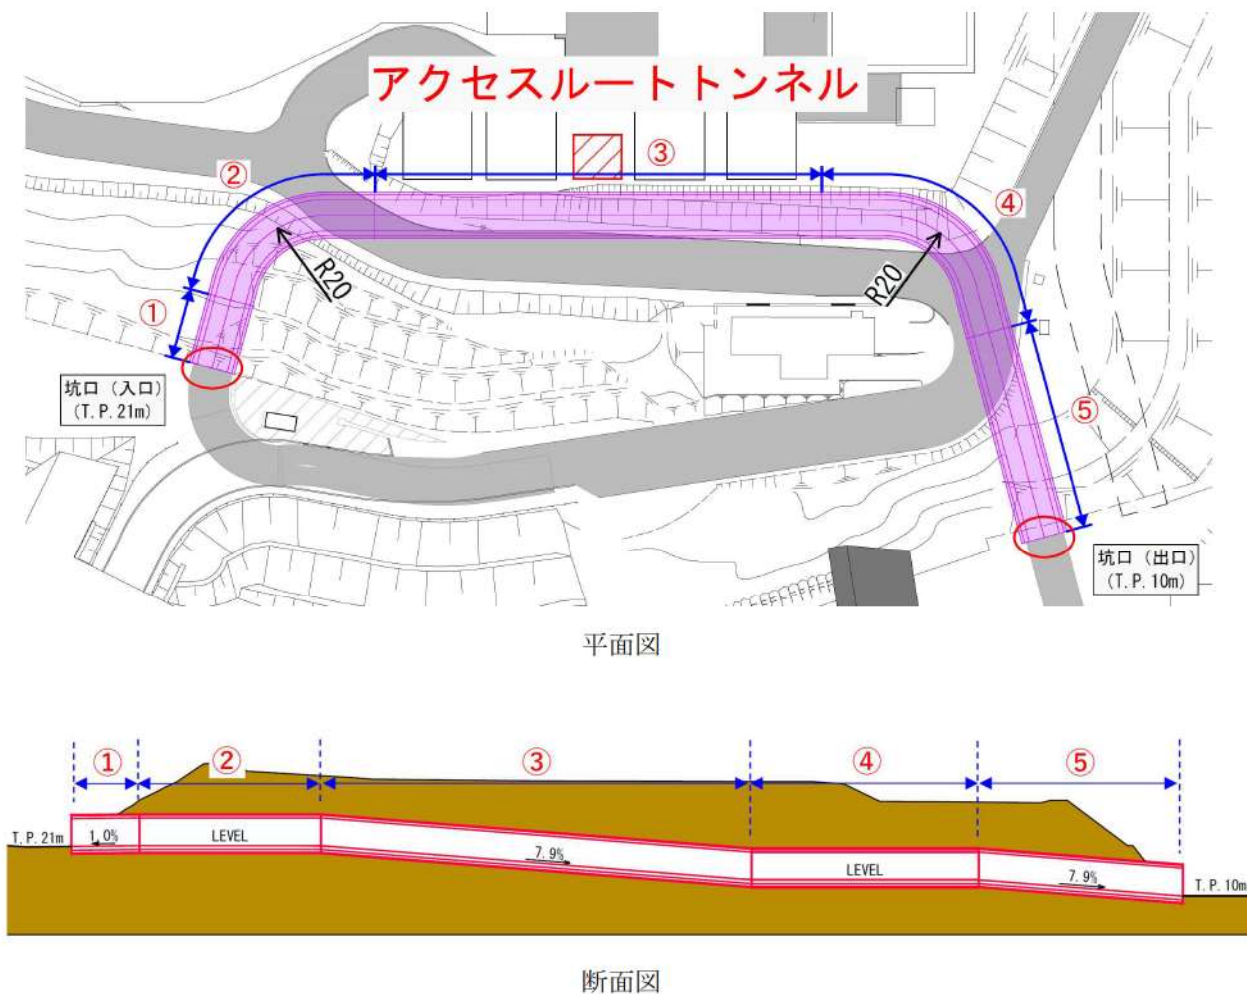 アクセスルートトンネル
③
②
④
R20
R20
①
坑口（入口）
(T.P.21m)
⑤
坑口（出口）
(T.P.10m)
平面図
①
②
③
④
⑤
T.P.21m
1.0%
LEVEL
7.9%
LEVEL
7.9%
T.P.10m
断面図